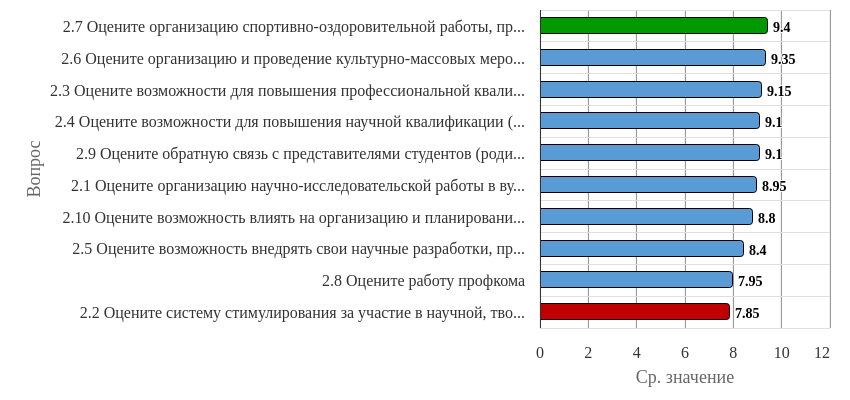 2.7 Оцените организацию спортивно-оздоровительной работы, пр... 9.4
2.6 Оцените организацию и проведение культурно-массовых меро... 9.35
2.3 Оцените возможности для повышения профессиональной квали... 9.15
2.4 Оцените возможности для повышения научной квалификации (... 9.1
2.9 Оцените обратную связь с представителями студентов (роди... 9.1
2.1 Оцените организацию научно-исследовательской работы в ву... 8.95
2.10 Оцените возможность влиять на организацию и планировани... 8.8
2.5 Оцените возможность внедрять свои научные разработки, пр... 8.4
2.8 Оцените работу профкома 7.95
2.2 Оцените систему стимулирования за участие в научной, тво... 7.85
Вопрос
0 2 4 6 8 10 12
Ср. значение